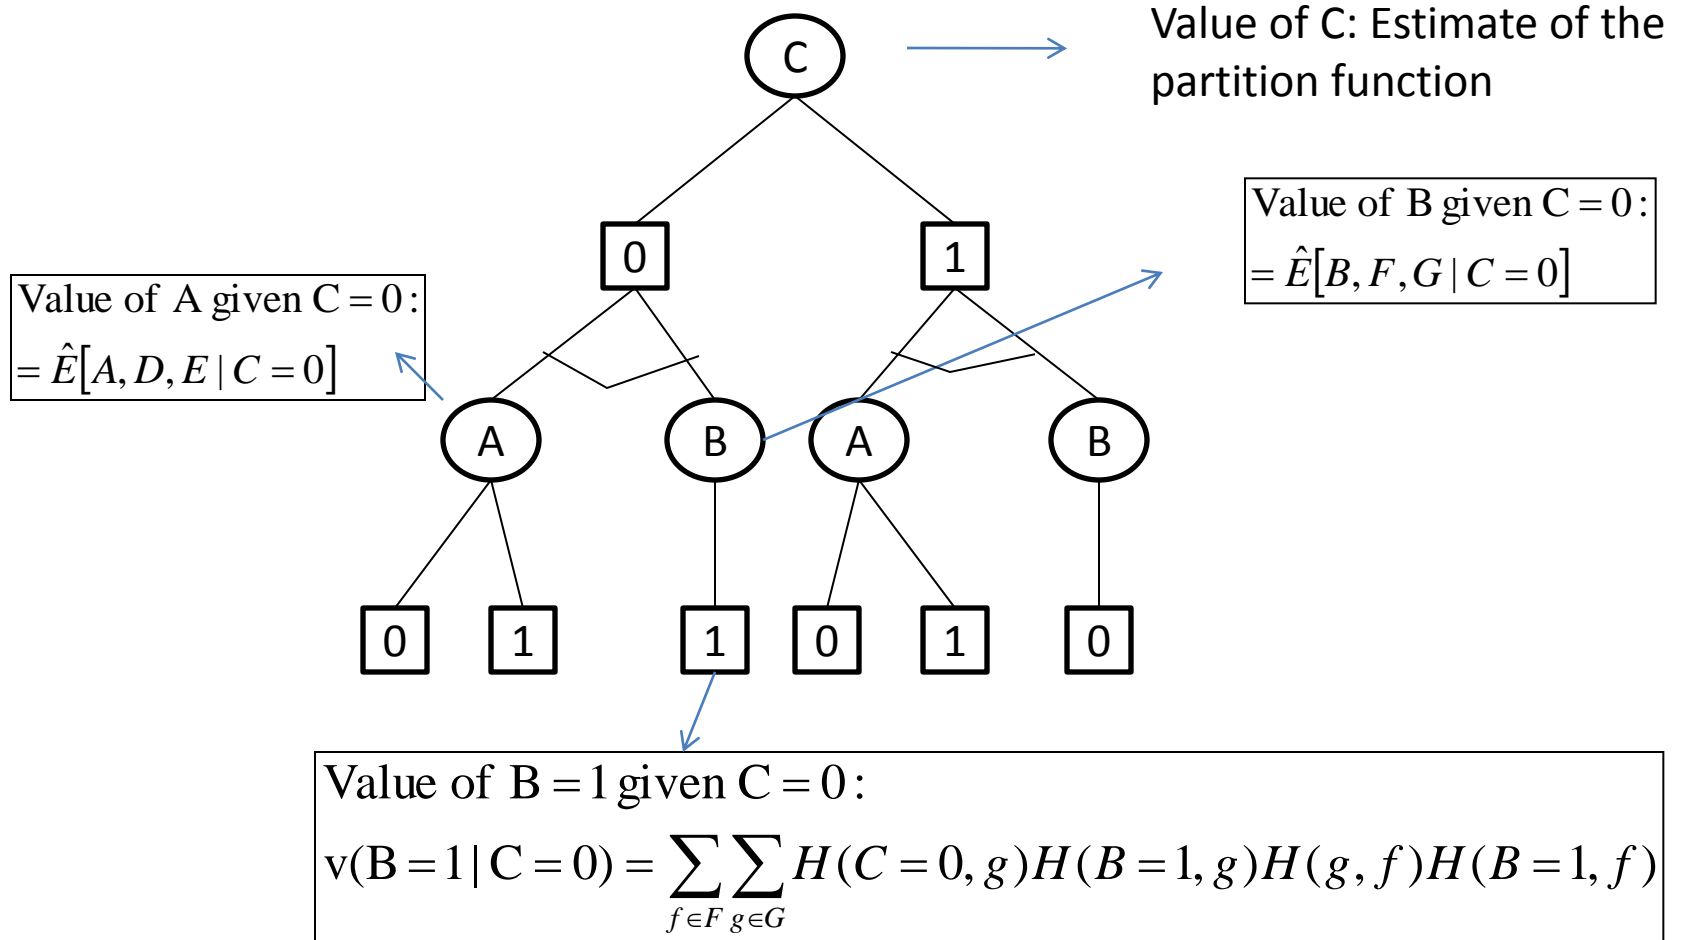 C
Value of C: Estimate of the
partition function
0
1
Value of B given C = 0 :
= Ê[B, F, G | C = 0]
Value of A given C = 0 :
= Ê[A, D, E | C = 0]
A
B
A
B
0
1
1
0
1
0
Value of B = 1 given C = 0 :
v(B = 1 | C = 0) = ∑_{f∈F} ∑_{g∈G} H(C = 0, g)H(B = 1, g)H(g, f)H(B = 1, f)